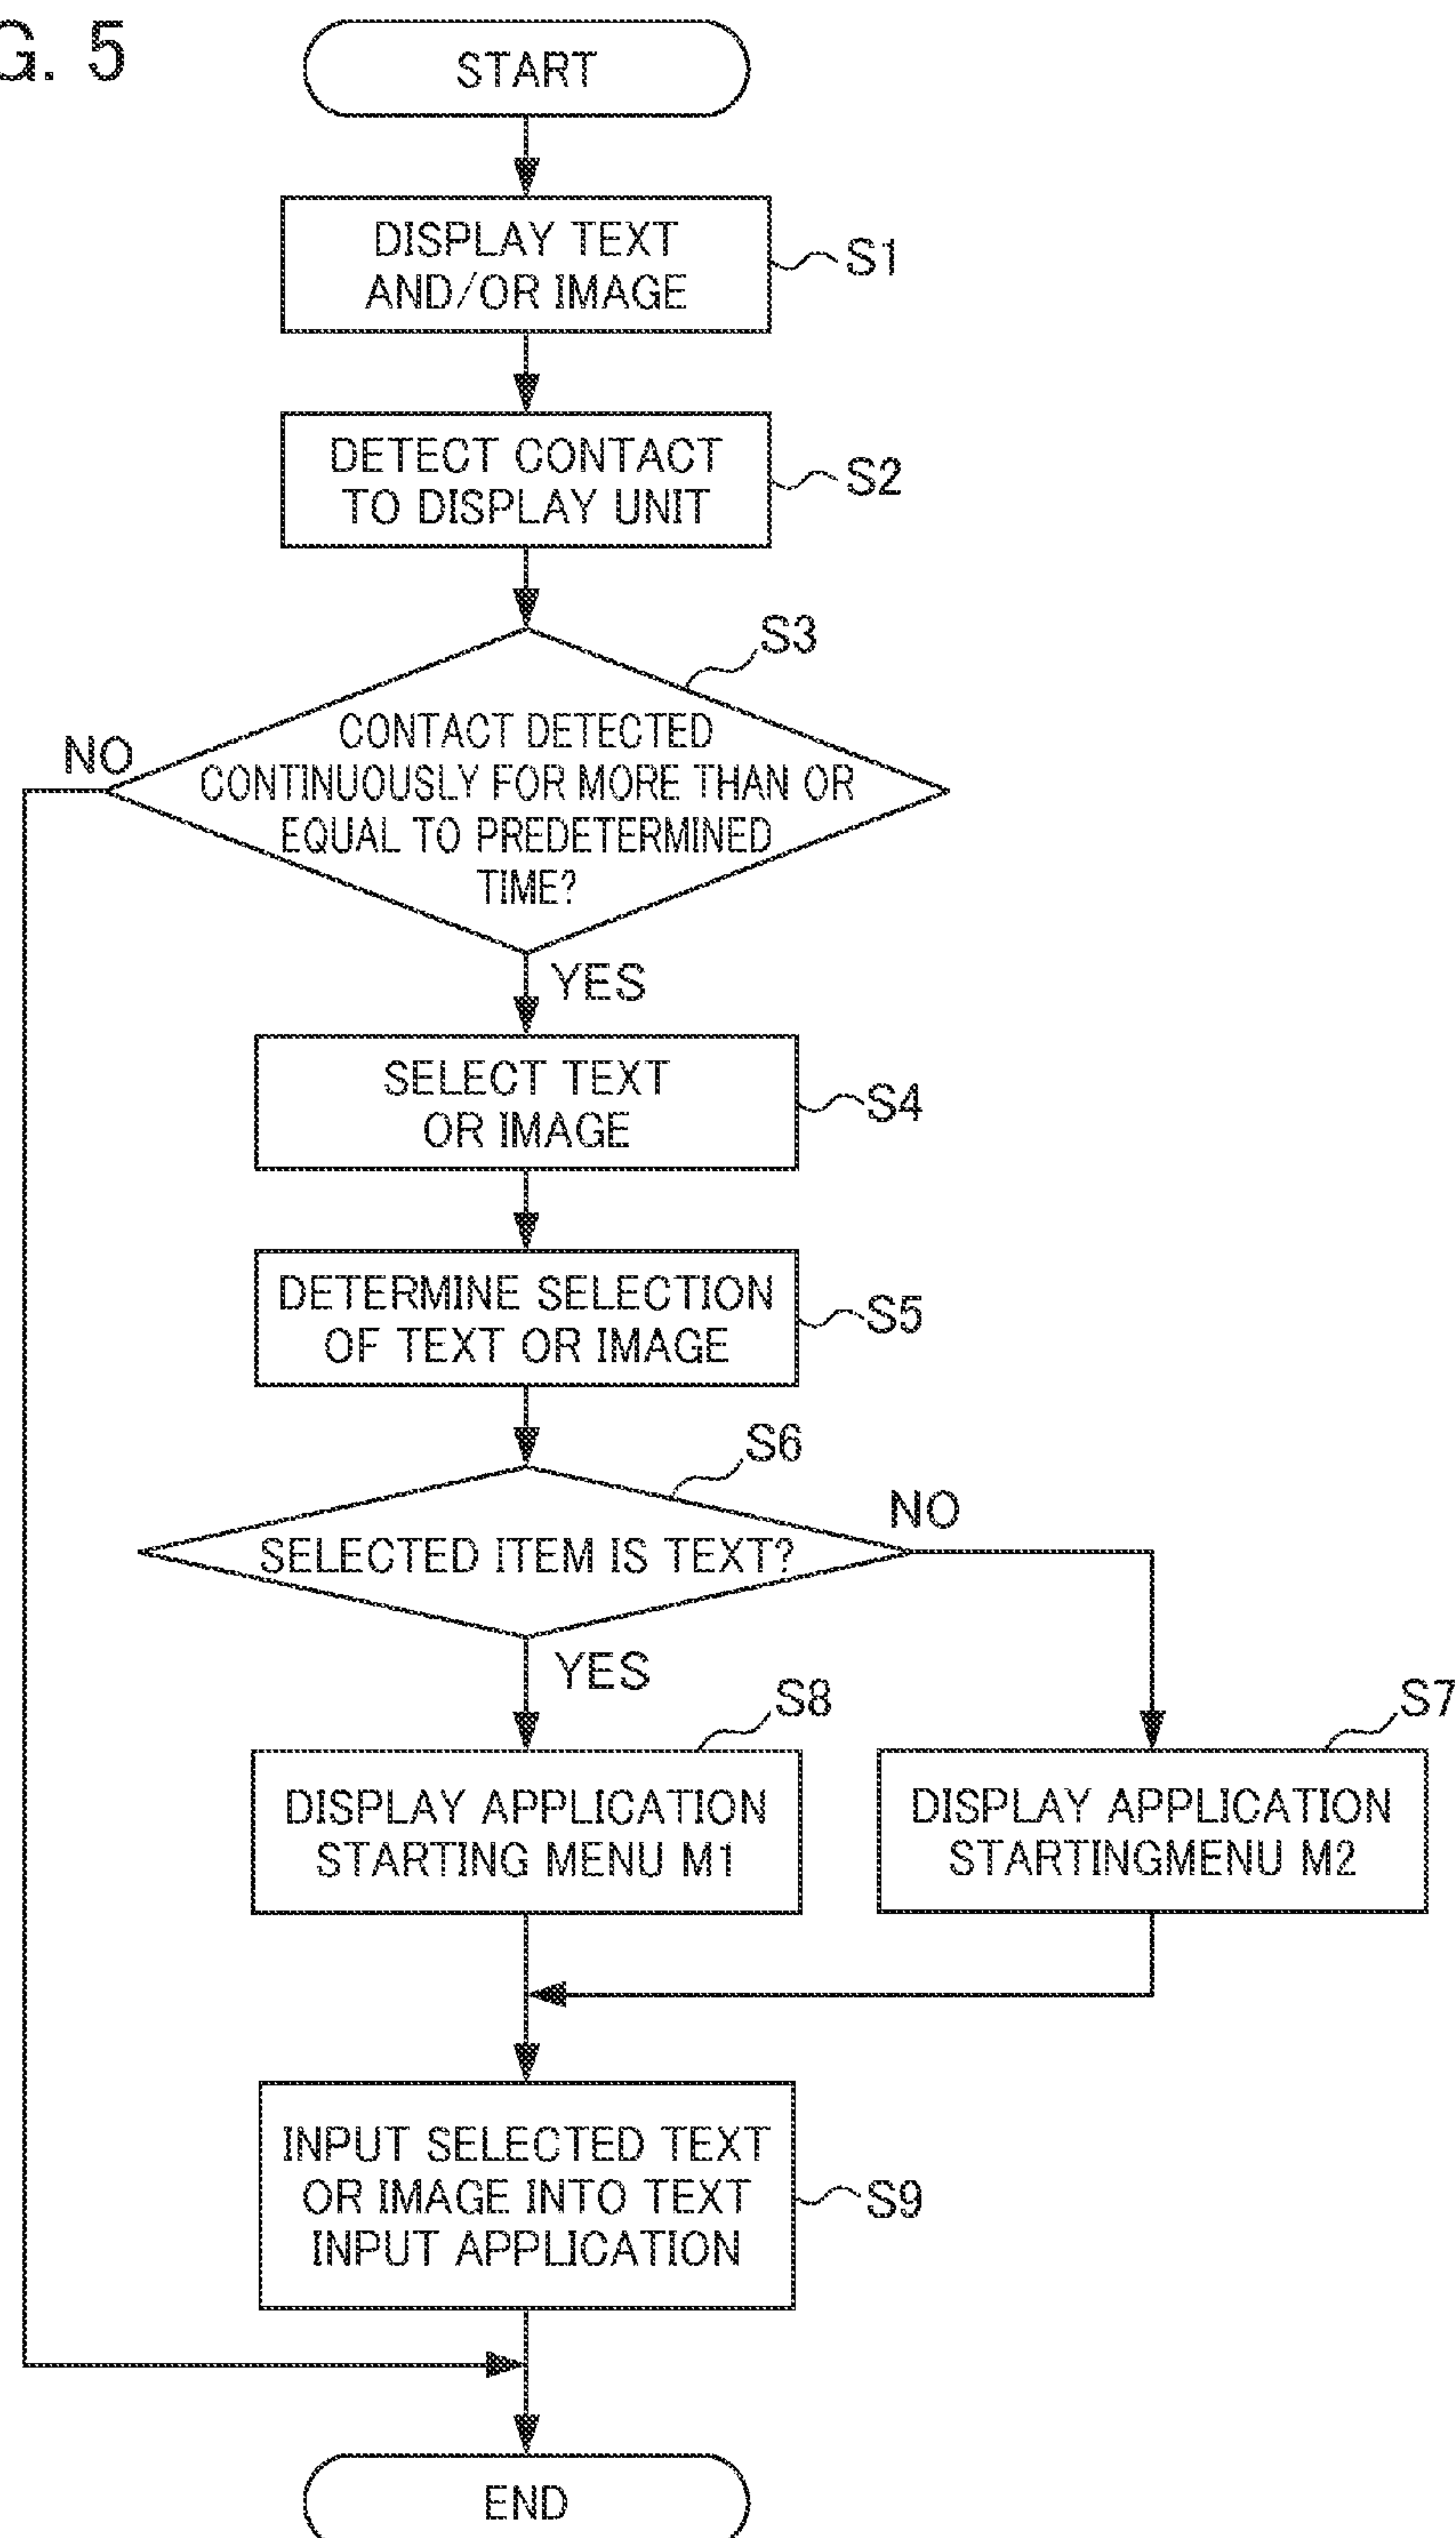 G. 5
START
DISPLAY TEXT
AND/OR IMAGE
S1
DETECT CONTACT
TO DISPLAY UNIT
S2
S3
CONTACT DETECTED
CONTINUOUSLY FOR MORE THAN OR
EQUAL TO PREDETERMINED
TIME?
NO
YES
SELECT TEXT
OR IMAGE
S4
DETERMINE SELECTION
OF TEXT OR IMAGE
S5
S6
SELECTED ITEM IS TEXT?
NO
YES
S8
DISPLAY APPLICATION
STARTING MENU M1
S7
DISPLAY APPLICATION
STARTINGMENU M2
INPUT SELECTED TEXT
OR IMAGE INTO TEXT
INPUT APPLICATION
S9
END